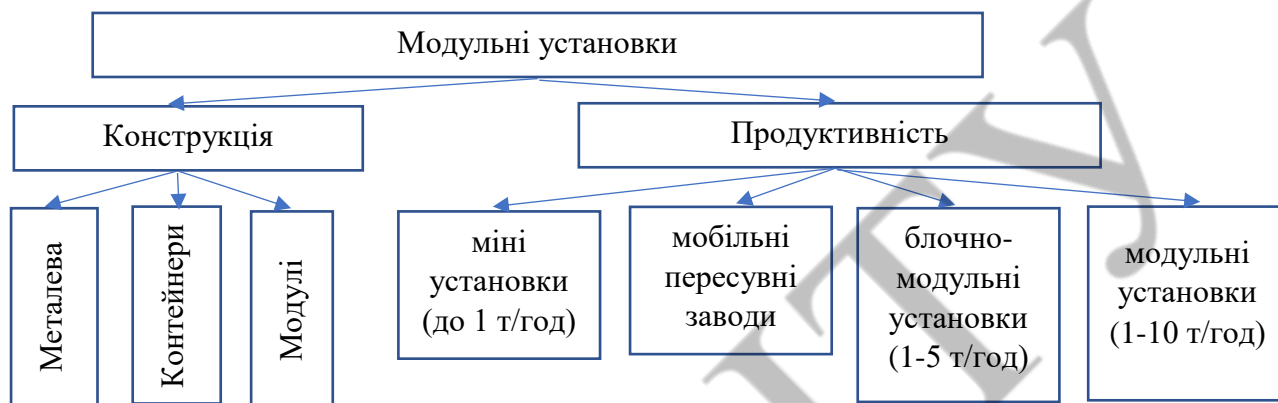 Модульні установки
Конструкція
Продуктивність
Металева
Контейнери
Модулі
міні
установки
(до 1 т/год)
мобільні
пересувні
заводи
блочно-
модульні
установки
(1-5 т/год)
модульні
установки
(1-10 т/год)
ІТУ